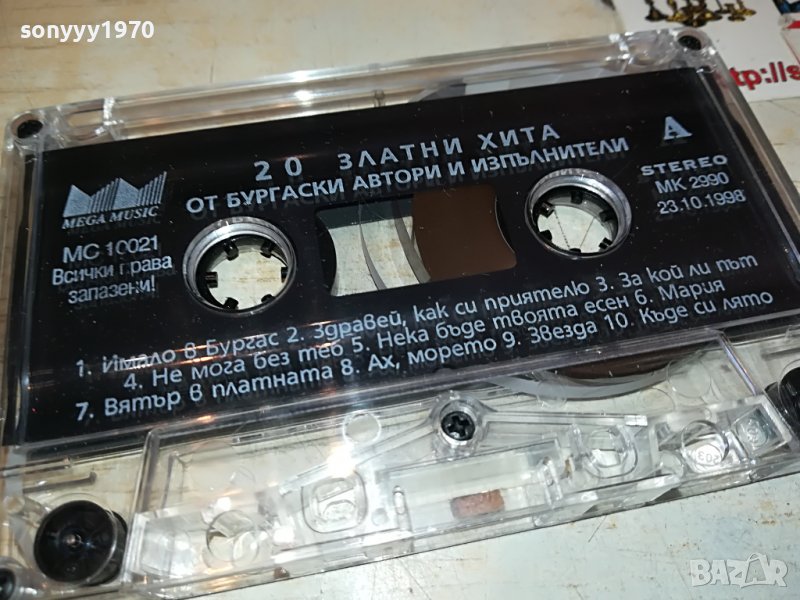 sonyyy1970
ttp://s
20 ЗЛАТНИ ХИТА
ОТ БУРГАСКИ АВТОРИ И ИЗПЪЛНИТЕЛИ
A
MEGA MUSIC
MC 10021
Всички права
запазени!
STEREO
МК 2990
23.10.1998
1. Имало в Бургас 2. Здравей, как си приятелю 3. За кой ли път
4. Не мога без теб 5. Нека бъде твоята есен 6. Мария
7. Вятър в платната 8. Ах, морето 9. Звезда 10. Къде си лято
BAZAR